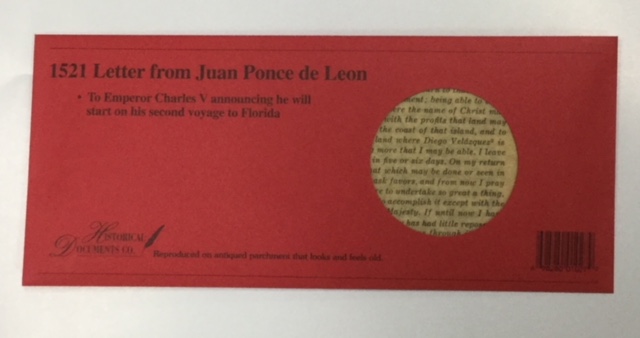 1521 Letter from Juan Ponce de Leon
• To Emperor Charles V announcing he will
start on his second voyage to Florida
being able to
the name of Christ
with the profits that land may
the coast of that island, and to
land where Diego Velazquez is
more that I may be able. I leave
in five or six days. On my return
which may be done or seen in
ask favors, and from now I pray
to undertake so great a thing,
accomplish it except with the
Majesty. If until now I
has had little
through
HISTORICAL
DOCUMENTS CO.
Reproduced on antiqued parchment that looks and feels old.